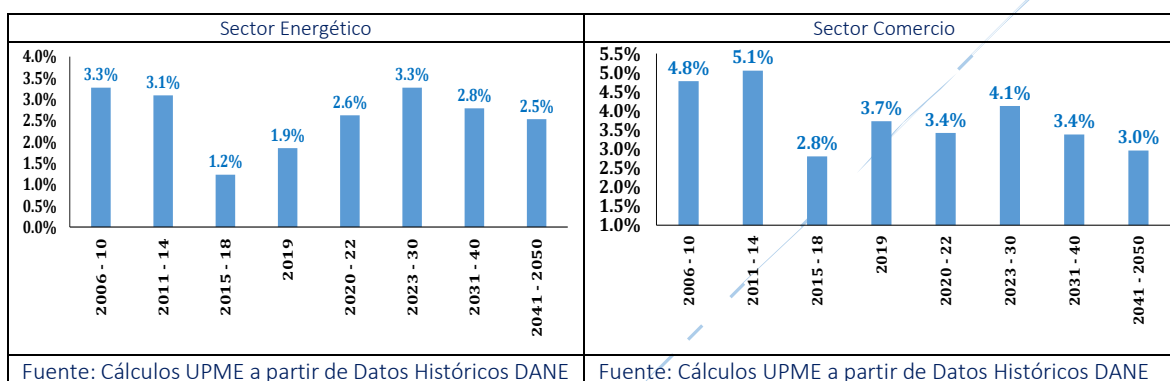 Sector Energético
4.0%
3.5%
3.0%
2.5%
2.0%
1.5%
1.0%
0.5%
0.0%
3.3%
3.1%
1.2%
1.9%
2.6%
3.3%
2.8%
2.5%
2006 - 10
2011 - 14
2015 - 18
2019
2020 - 22
2023 - 30
2031 - 40
2041 - 2050
Fuente: Cálculos UPME a partir de Datos Históricos DANE
Sector Comercio
5.5%
5.0%
4.5%
4.0%
3.5%
3.0%
2.5%
2.0%
1.5%
1.0%
4.8%
5.1%
2.8%
3.7%
3.4%
4.1%
3.4%
3.0%
2006 - 10
2011 - 14
2015 - 18
2019
2020 - 22
2023 - 30
2031 - 40
2041 - 2050
Fuente: Cálculos UPME a partir de Datos Históricos DANE